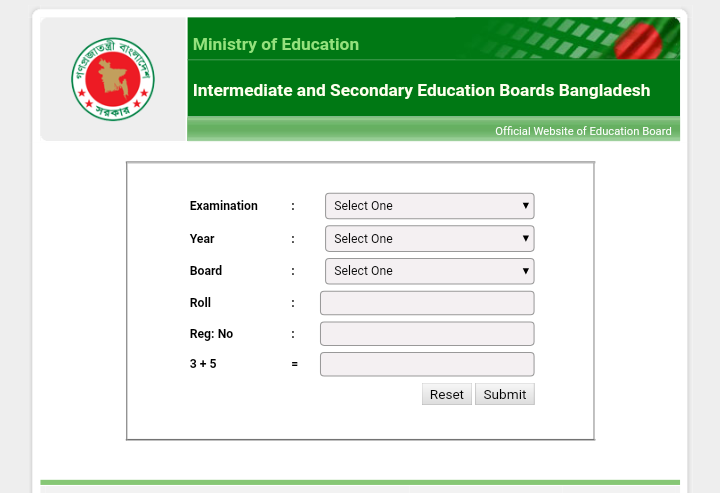 গণপ্রজাতন্ত্রী বাংলাদেশ
সরকার
Ministry of Education
Intermediate and Secondary Education Boards Bangladesh
Official Website of Education Board
Examination : Select One
Year : Select One
Board : Select One
Roll :
Reg: No :
3 + 5 =
Reset Submit